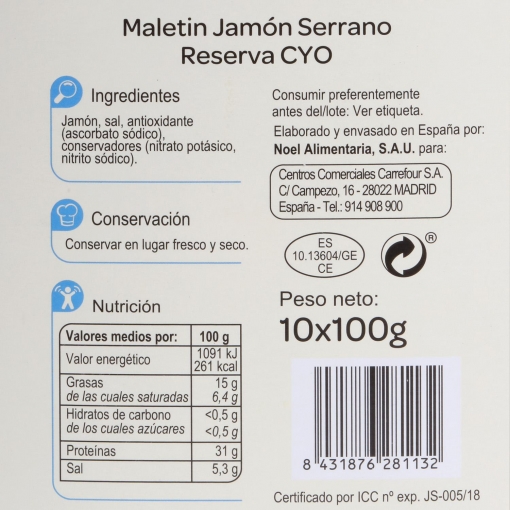 Maletin Jamón Serrano
Reserva CYO
Ingredientes
Jamón, sal, antioxidante
(ascorbato sódico),
conservadores (nitrato potásico,
nitrito sódico).
Conservación
Conservar en lugar fresco y seco.
Nutrición
Valores medios por: 100 g
Valor energético 1091 kJ
261 kcal
Grasas 15 g
de las cuales saturadas 6,4 g
Hidratos de carbono <0,5 g
de los cuales azúcares <0,5 g
Proteínas 31 g
Sal 5,3 g
Consumir preferentemente
antes del/lote: Ver etiqueta.
Elaborado y envasado en España por:
Noel Alimentaria, S.A.U. para:
Centros Comerciales Carrefour S.A.
C/ Campezo, 16 - 28022 MADRID
España - Tel.: 914 908 900
ES
10.13604/GE
CE
®
Peso neto:
10x100g
8 431876 281132
Certificado por ICC nº exp. JS-005/18